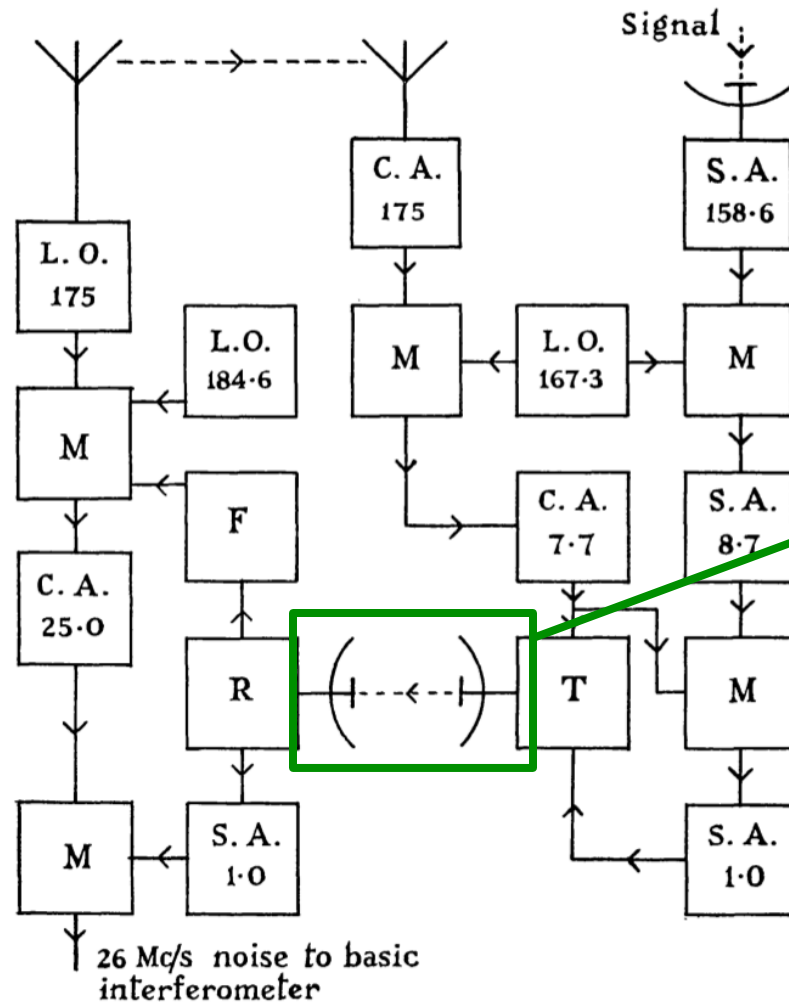 Signal
C. A.
175
S. A.
158·6
L. O.
175
L.O.
184·6
M
L. O.
167·3
M
M
F
C. A.
7·7
S. A.
8·7
C. A.
25·0
R
T
M
M
S. A.
1·0
S. A.
1·0
26 Mc/s noise to basic
interferometer